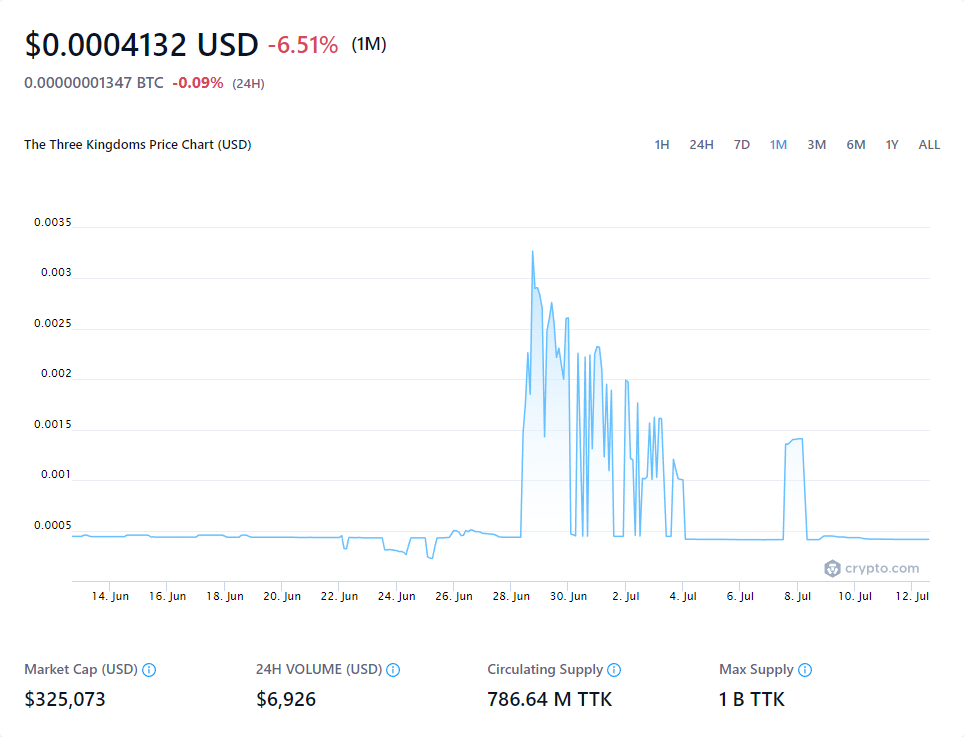 $0.0004132 USD -6.51% (1M)
0.00000001347 BTC -0.09% (24H)
The Three Kingdoms Price Chart (USD)
1H 24H 7D 1M 3M 6M 1Y ALL
0.0035
0.003
0.0025
0.002
0.0015
0.001
0.0005
crypto.com
14. Jun 16. Jun 18. Jun 20. Jun 22. Jun 24. Jun 26. Jun 28. Jun 30. Jun 2. Jul 4. Jul 6. Jul 8. Jul 10. Jul 12. Jul
Market Cap (USD) 24H VOLUME (USD) Circulating Supply Max Supply
$325,073 $6,926 786.64 M TTK 1 B TTK